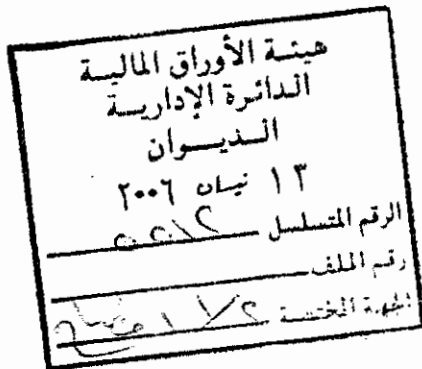 هيئة الأوراق المالية
الدائرة الإدارية
الديوان
١٣ نيسان ٢٠٠٦
الرقم المتسلسل
رقم الملف
الجهة المختصة